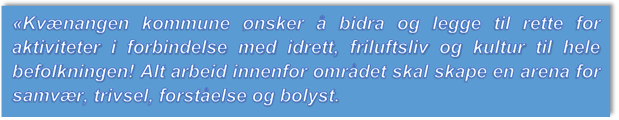 «Kvænangen kommune ønsker å bidra og legge til rette for
aktiviteter i forbindelse med idrett, friluftsliv og kultur til hele
befolkningen! Alt arbeid innenfor området skal skape en arena for
samvær, trivsel, forståelse og bolyst.